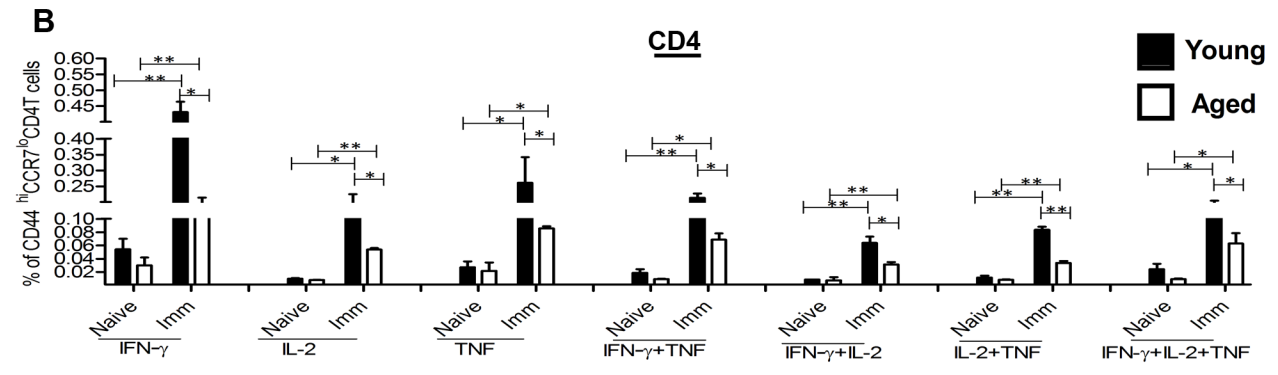 B
CD4
Young
Aged
% of CD44 hiCCR7loCD4T cells
0.60
0.55
0.50
0.45
0.40
0.35
0.30
0.25
0.10
0.08
0.06
0.04
0.02
** ** *
** * *
* * *
* ** *
** ** *
** ** **
* * *
Naive Imm Naive Imm Naive Imm Naive Imm Naive Imm Naive Imm Naive Imm
IFN-γ IL-2 TNF IFN-γ+TNF IFN-γ+IL-2 IL-2+TNF IFN-γ+IL-2+TNF